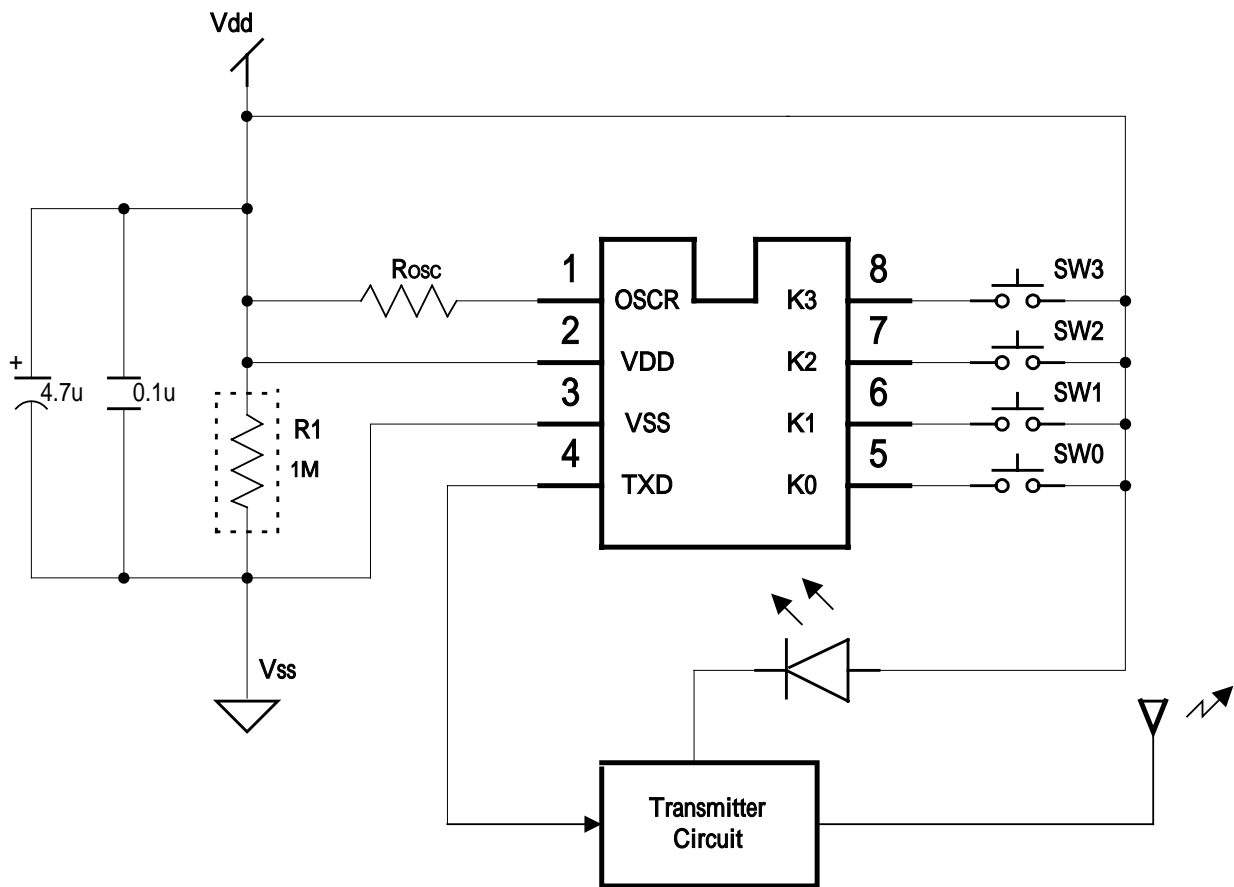 Vdd
Rosc
1
OSCR
2
VDD
3
VSS
4
TXD
8
K3
SW3
7
K2
SW2
6
K1
SW1
5
K0
SW0
+
4.7u
0.1u
R1
1M
Vss
Transmitter
Circuit